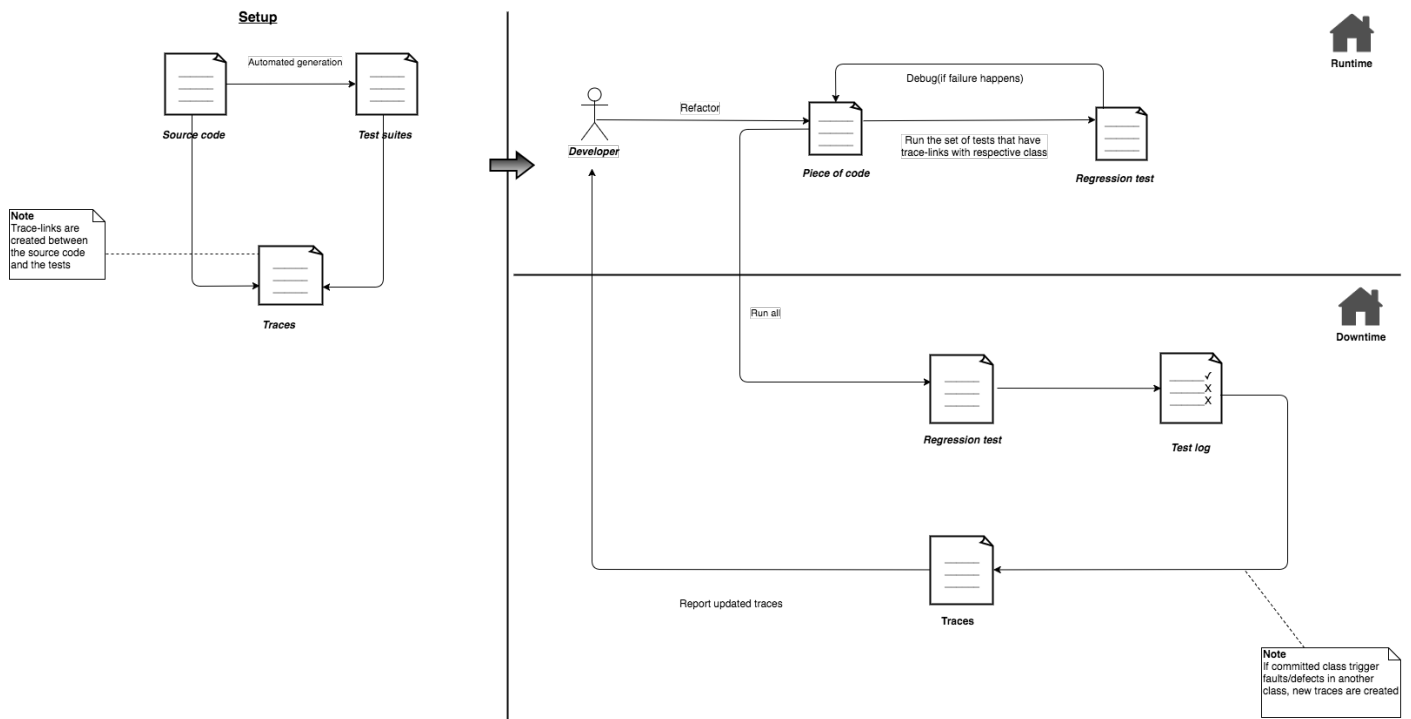 Setup
Automated generation
Source code
Test suites
Note
Trace-links are
created between
the source code
and the tests
Traces
Runtime
Debug(if failure happens)
Refactor
Developer
Run the set of tests that have
trace-links with respective class
Piece of code
Regression test
Downtime
Run all
✓
X
X
Regression test
Test log
Report updated traces
Traces
Note
If committed class trigger
faults/defects in another
class, new traces are created